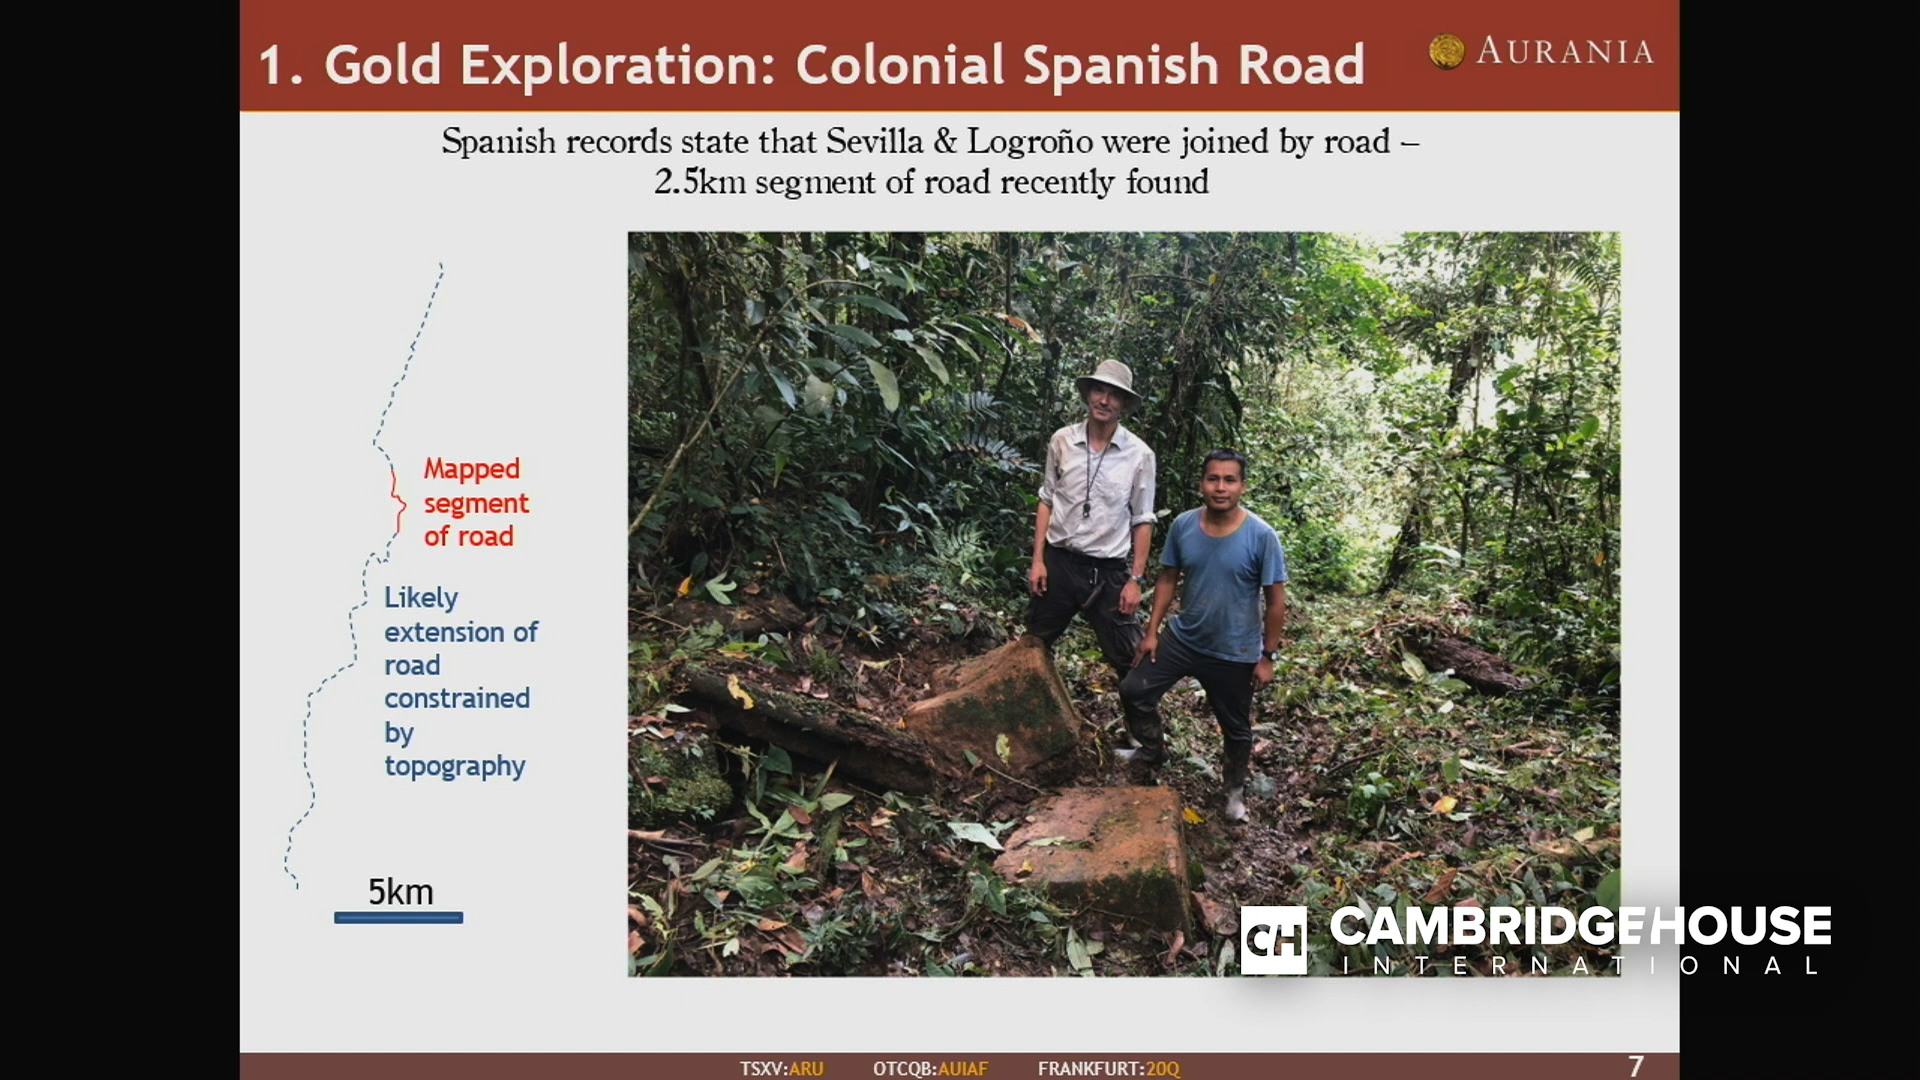 1. Gold Exploration: Colonial Spanish Road
AURANIA
Spanish records state that Sevilla & Logroño were joined by road –
2.5km segment of road recently found
Mapped
segment
of road
Likely
extension of
road
constrained
by
topography
5km
CH
CAMBRIDGEHOUSE
INTERNATIONAL
TSXV:ARU OTCQB:AUIAF FRANKFURT:20Q
7